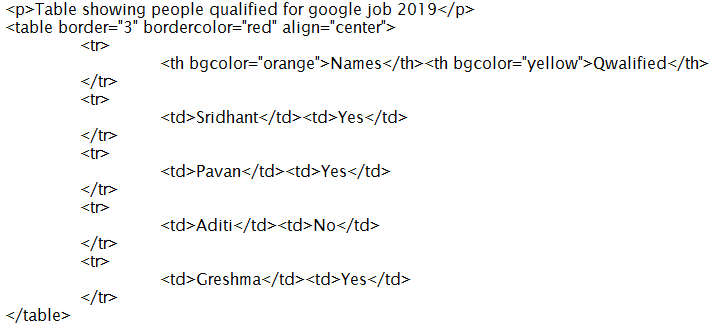 <p>Table showing people qualified for google job 2019</p>
<table border="3" bordercolor="red" align="center">
<tr>
<th bgcolor="orange">Names</th><th bgcolor="yellow">Qwalified</th>
</tr>
<tr>
<td>Sridhant</td><td>Yes</td>
</tr>
<tr>
<td>Pavan</td><td>Yes</td>
</tr>
<tr>
<td>Aditi</td><td>No</td>
</tr>
<tr>
<td>Greshma</td><td>Yes</td>
</tr>
</table>